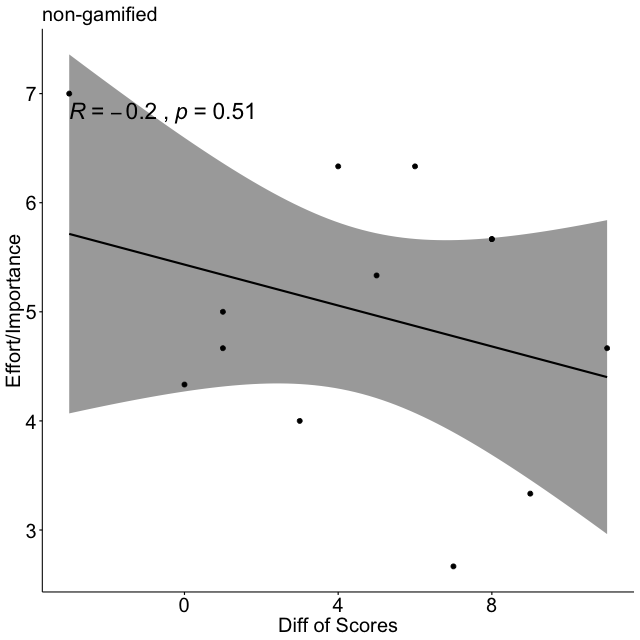 non-gamified
R = −0.2 , p = 0.51
7
6
5
4
3
Effort/Importance
0 4 8
Diff of Scores